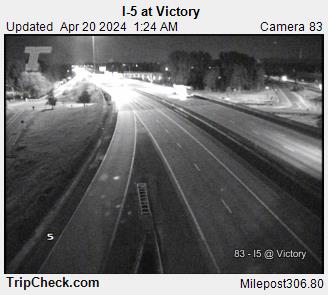 I-5 at Victory
Updated Apr 20 2024 1:24 AM Camera 83
T
S
83 - I5 @ Victory
TripCheck.com Milepost306.80